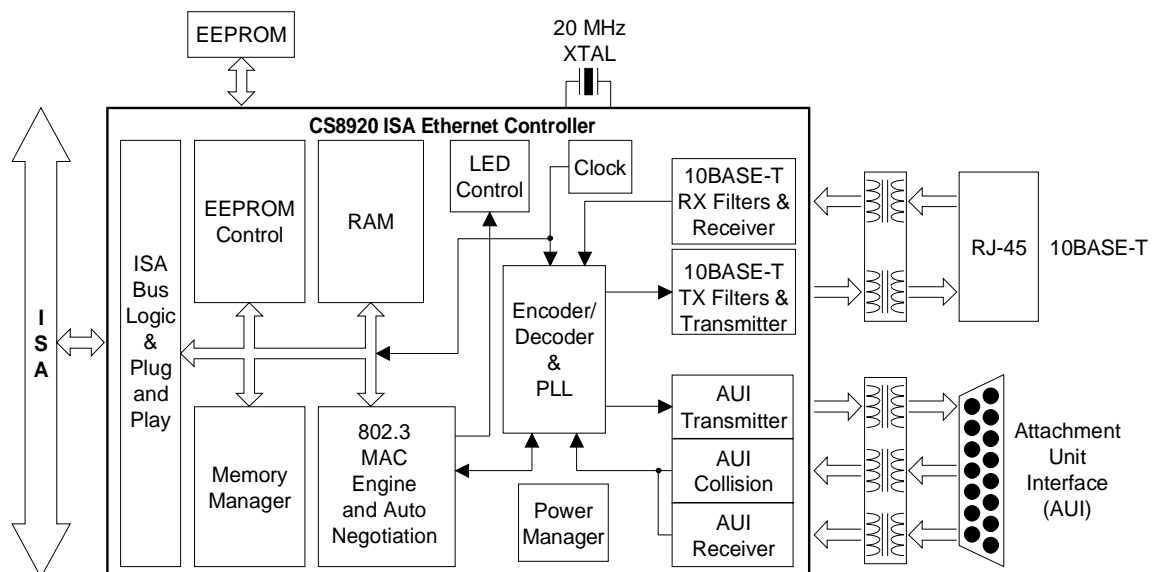 EEPROM
20 MHz
XTAL
CS8920 ISA Ethernet Controller
ISA
ISA
Bus
Logic
&
Plug
and
Play
EEPROM
Control
RAM
LED
Control
Clock
10BASE-T
RX Filters &
Receiver
10BASE-T
TX Filters &
Transmitter
RJ-45
10BASE-T
Encoder/
Decoder
&
PLL
Memory
Manager
802.3
MAC
Engine
and Auto
Negotiation
Power
Manager
AUI
Transmitter
AUI
Collision
AUI
Receiver
Attachment
Unit
Interface
(AUI)